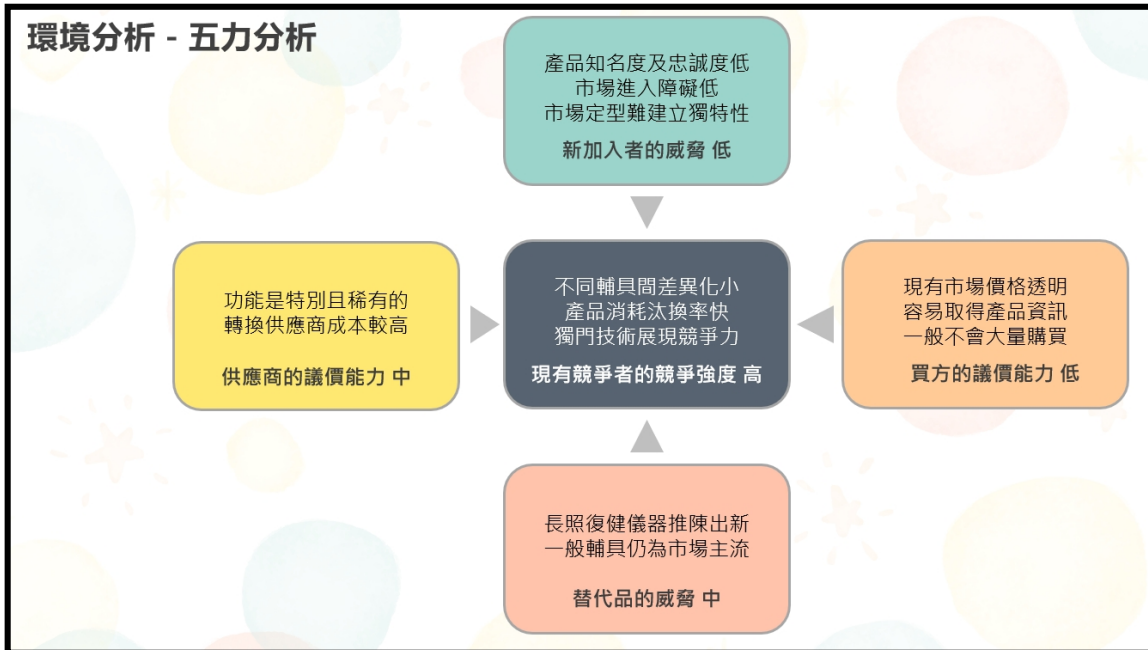 環境分析 - 五力分析
產品知名度及忠誠度低
市場進入障礙低
市場定型難建立獨特性
新加入者的威脅 低
功能是特別且稀有的
轉換供應商成本較高
供應商的議價能力 中
不同輔具間差異化小
產品消耗汰換率快
獨門技術展現競爭力
現有競爭者的競爭強度 高
現有市場價格透明
容易取得產品資訊
一般不會大量購買
買方的議價能力 低
長照復健儀器推陳出新
一般輔具仍為市場主流
替代品的威脅 中